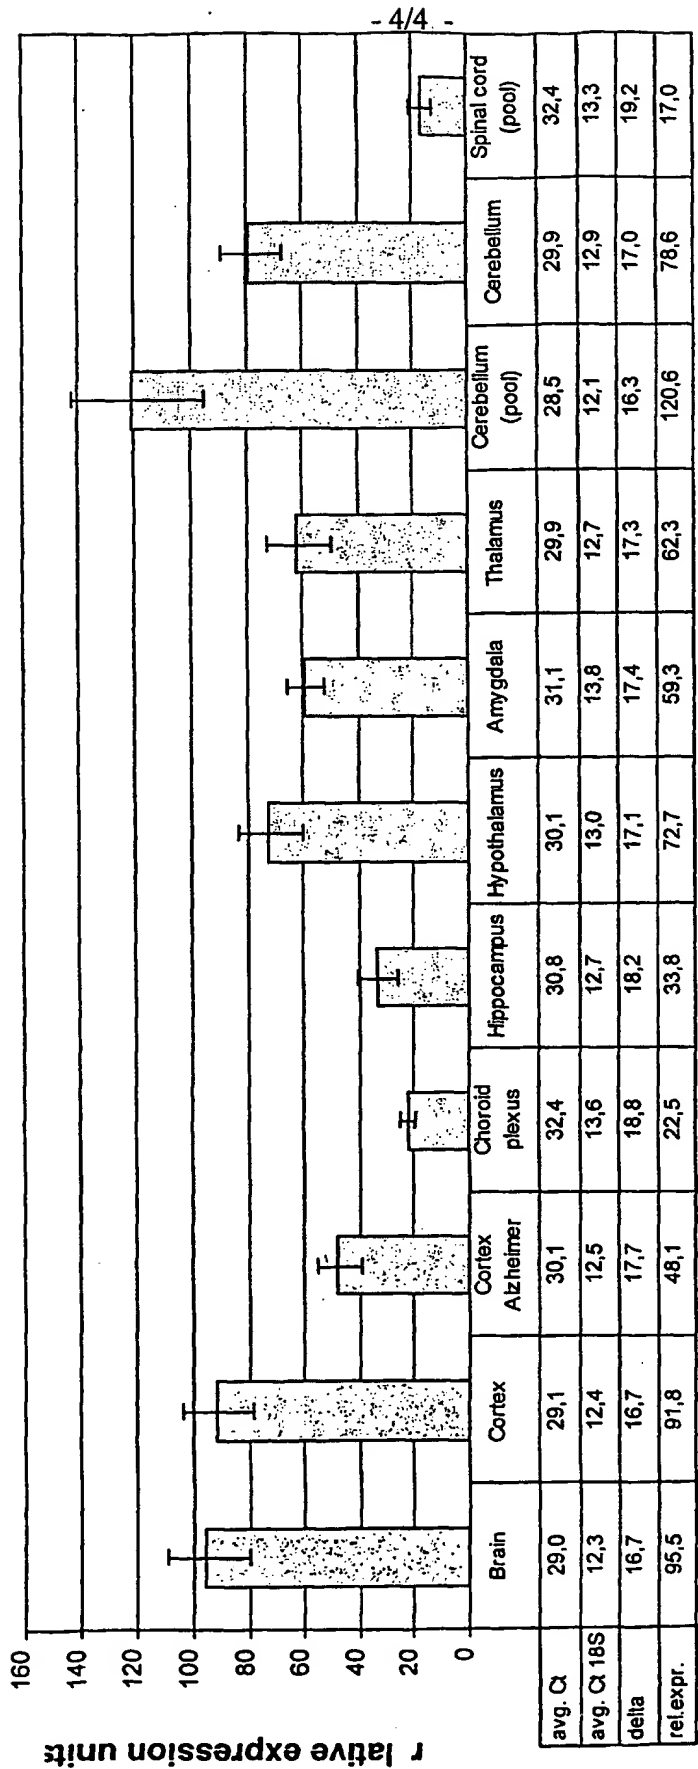 - 4/4 -
r lative expression units
160
140
120
100
80
60
40
20
0
Brain Cortex Cortex Alzheimer Choroid plexus Hippocampus Hypothalamus Amygdala Thalamus Cerebellum (pool) Cerebellum Spinal cord (pool)
avg. Ct 29,0 29,1 30,1 32,4 30,8 30,1 31,1 29,9 28,5 29,9 32,4
avg. Ct 18S 12,3 12,4 12,5 13,6 12,7 13,0 13,8 12,7 12,1 12,9 13,3
delta 16,7 16,7 17,7 18,8 18,2 17,1 17,4 17,3 16,3 17,0 19,2
rel.expr. 95,5 91,8 48,1 22,5 33,8 72,7 59,3 62,3 120,6 78,6 17,0